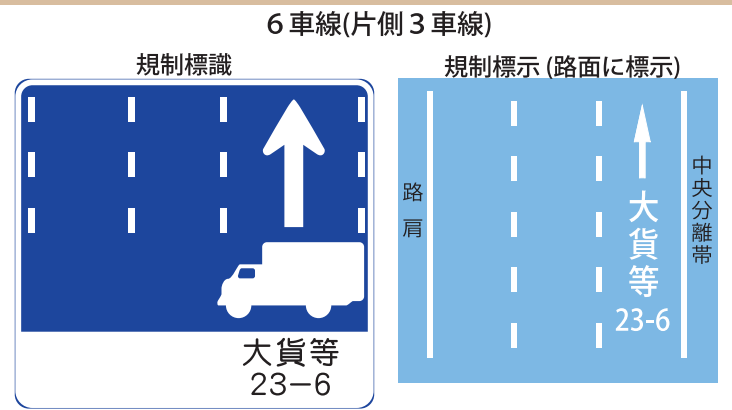 6車線(片側3車線)
規制標識
大貨等
23−6
規制標示(路面に標示)
路肩
大貨等
23-6
中央分離帯